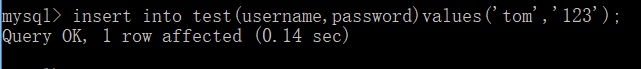 mysql> insert into test(username,password)values('tom','123');
Query OK, 1 row affected (0.14 sec)